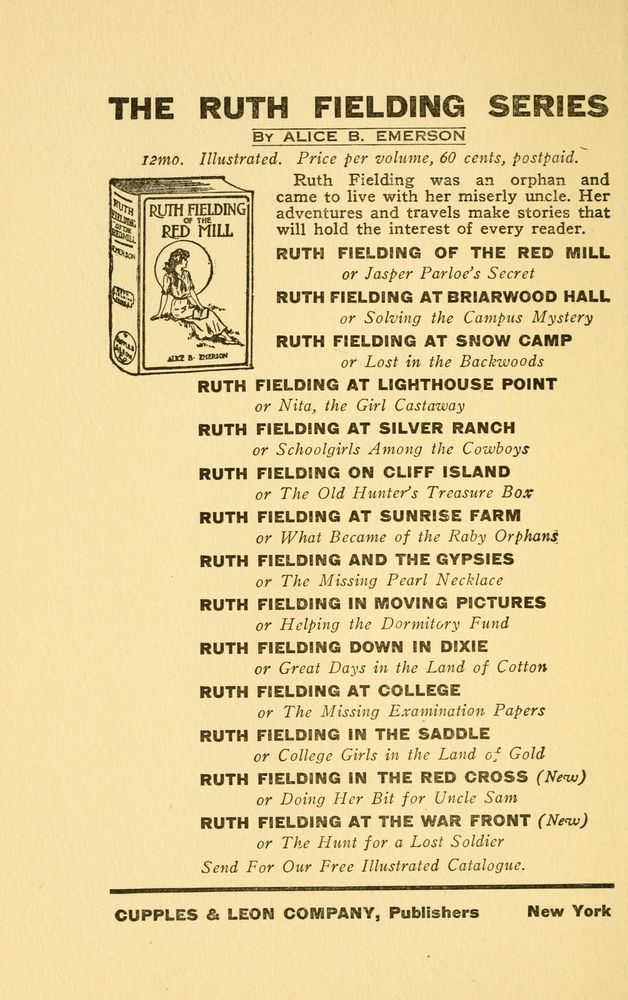 THE RUTH FIELDING SERIES
BY ALICE B. EMERSON
12mo. Illustrated. Price per volume, 60 cents, postpaid.
Ruth Fielding was an orphan and
came to live with her miserly uncle. Her
adventures and travels make stories that
will hold the interest of every reader.
RUTH FIELDING
OF THE
RED MILL
ALICE B. EMERSON
RUTH
FIELDING
OF THE
RED MILL
EMERSON
RUTH FIELDING OF THE RED MILL
or Jasper Parloe's Secret
RUTH FIELDING AT BRIARWOOD HALL
or Solving the Campus Mystery
RUTH FIELDING AT SNOW CAMP
or Lost in the Backwoods
RUTH FIELDING AT LIGHTHOUSE POINT
or Nita, the Girl Castaway
RUTH FIELDING AT SILVER RANCH
or Schoolgirls Among the Cowboys
RUTH FIELDING ON CLIFF ISLAND
or The Old Hunter's Treasure Box
RUTH FIELDING AT SUNRISE FARM
or What Became of the Raby Orphans
RUTH FIELDING AND THE GYPSIES
or The Missing Pearl Necklace
RUTH FIELDING IN MOVING PICTURES
or Helping the Dormitory Fund
RUTH FIELDING DOWN IN DIXIE
or Great Days in the Land of Cotton
RUTH FIELDING AT COLLEGE
or The Missing Examination Papers
RUTH FIELDING IN THE SADDLE
or College Girls in the Land of Gold
RUTH FIELDING IN THE RED CROSS (New)
or Doing Her Bit for Uncle Sam
RUTH FIELDING AT THE WAR FRONT (New)
or The Hunt for a Lost Soldier
Send For Our Free Illustrated Catalogue.
CUPPLES & LEON COMPANY, Publishers New York